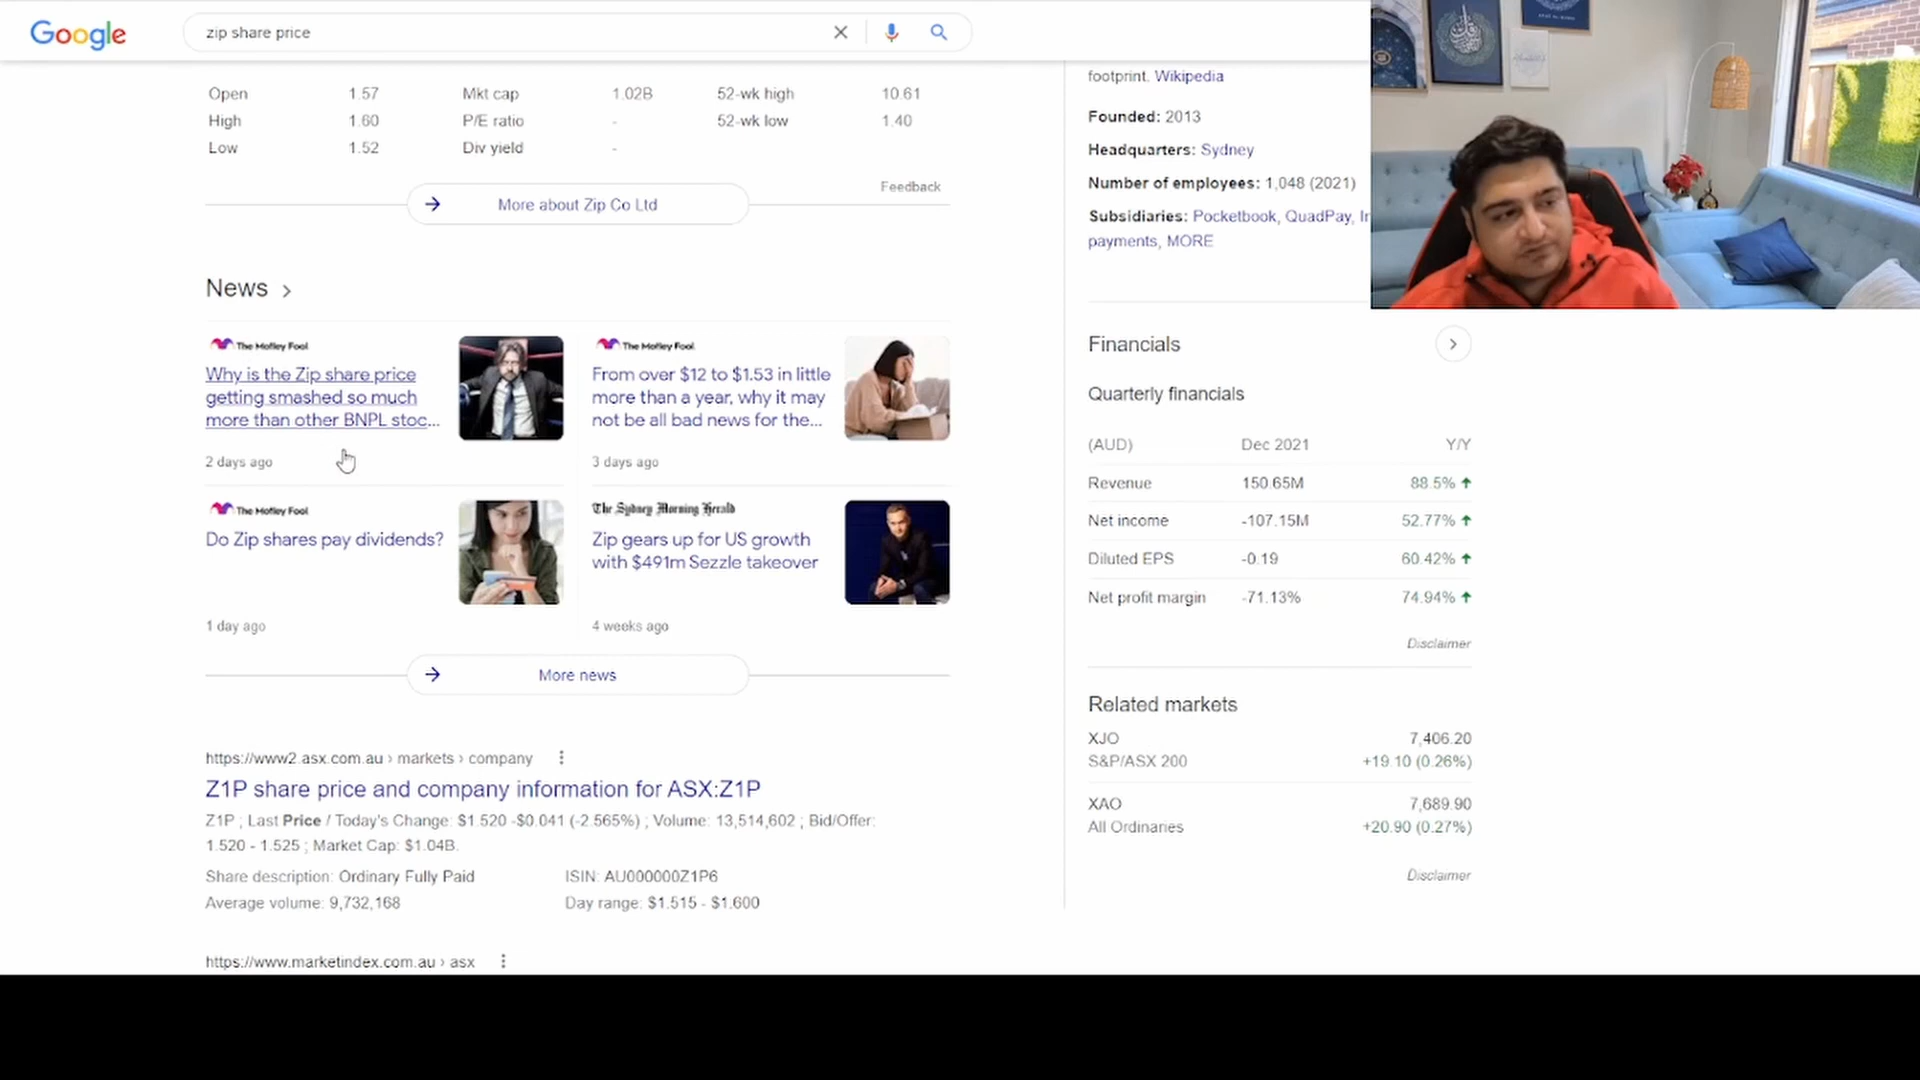 Google
zip share price
Open 1.57 Mkt cap 1.02B 52-wk high 10.61
High 1.60 P/E ratio - 52-wk low 1.40
Low 1.52 Div yield -
Feedback
More about Zip Co Ltd
News
The Motley Fool
Why is the Zip share price
getting smashed so much
more than other BNPL stoc...
2 days ago
The Motley Fool
From over $12 to $1.53 in little
more than a year, why it may
not be all bad news for the...
3 days ago
The Motley Fool
Do Zip shares pay dividends?
1 day ago
The Sydney Morning Herald
Zip gears up for US growth
with $491m Sezzle takeover
4 weeks ago
More news
https://www2.asx.com.au › markets › company
Z1P share price and company information for ASX:Z1P
Z1P ; Last Price / Today's Change: $1.520 -$0.041 (-2.565%) ; Volume: 13,514,602 ; Bid/Offer:
1.520 - 1.525 ; Market Cap: $1.04B.
Share description: Ordinary Fully Paid ISIN: AU000000Z1P6
Average volume: 9,732,168 Day range: $1.515 - $1.600
https://www.marketindex.com.au › asx
footprint. Wikipedia
Founded: 2013
Headquarters: Sydney
Number of employees: 1,048 (2021)
Subsidiaries: Pocketbook, QuadPay,
payments, MORE
Financials
Quarterly financials
(AUD) Dec 2021 Y/Y
Revenue 150.65M 88.5%
Net income -107.15M 52.77%
Diluted EPS -0.19 60.42%
Net profit margin -71.13% 74.94%
Disclaimer
Related markets
XJO 7,406.20
S&P/ASX 200 +19.10 (0.26%)
XAO 7,689.90
All Ordinaries +20.90 (0.27%)
Disclaimer